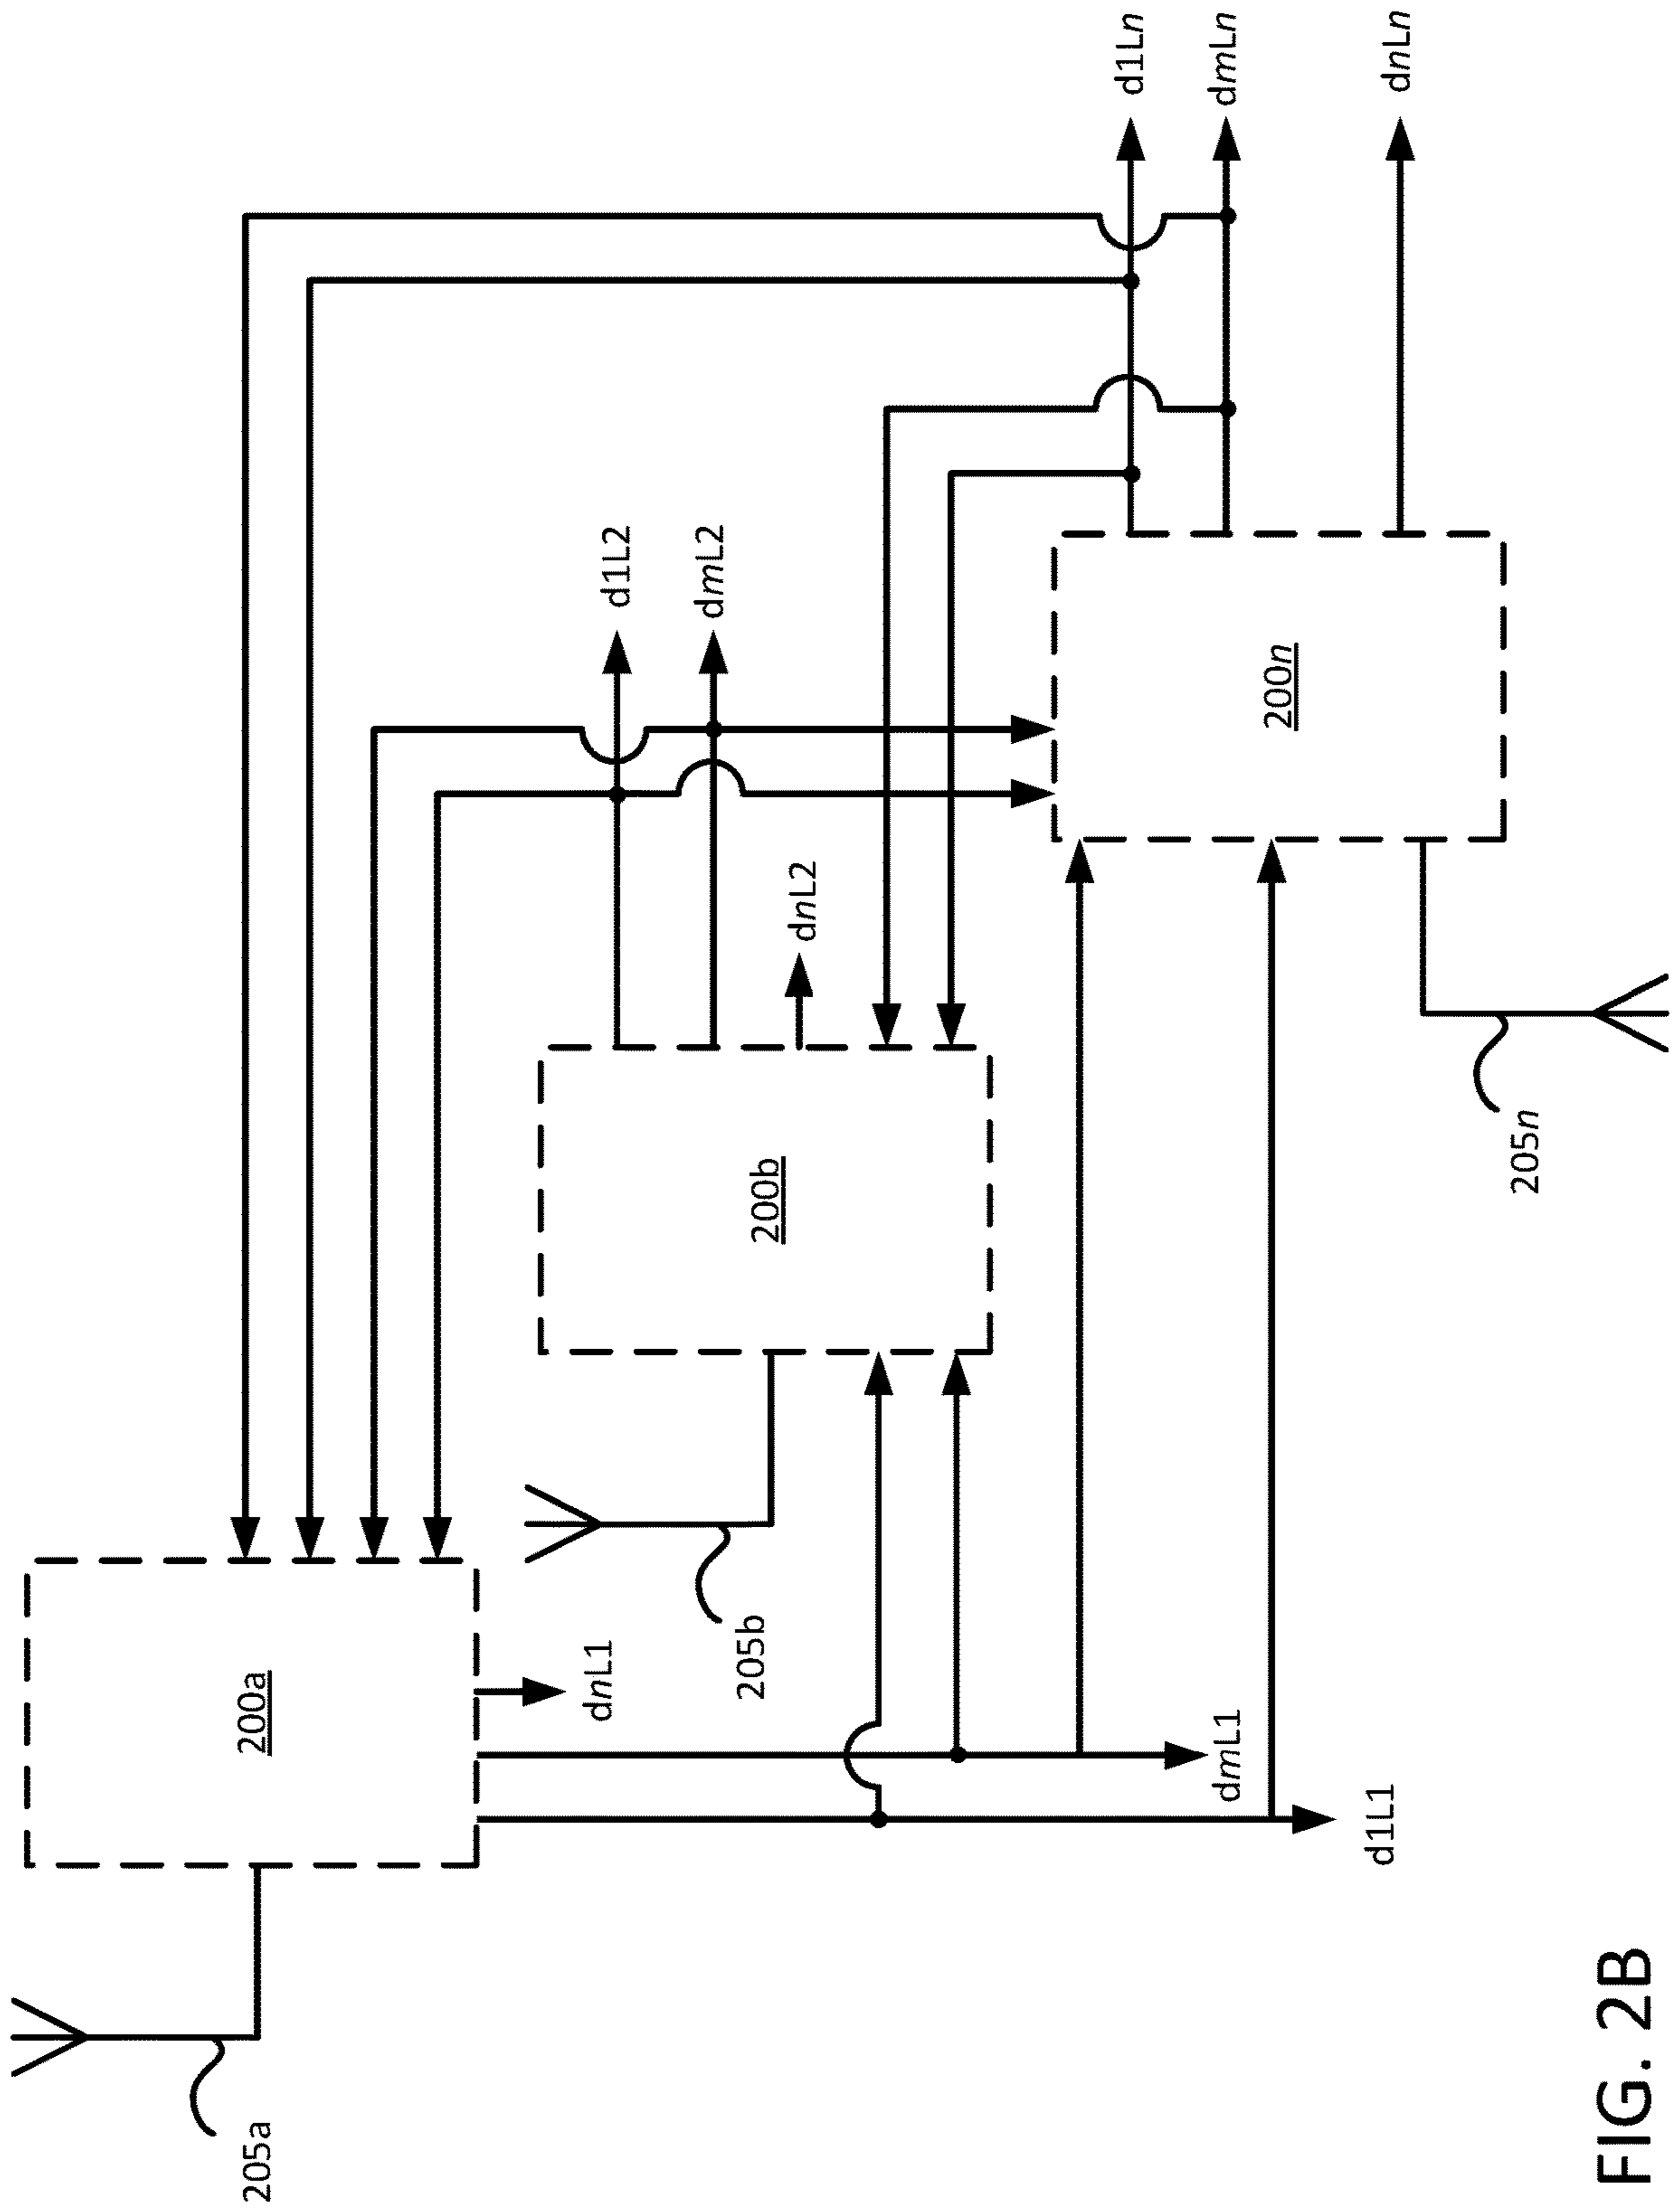 205a
200a
dnL1
dmL1
d1L1
205b
200b
d1L2
dmL2
dnL2
205n
200n
d1Ln
dmLn
dnLn
FIG. 2B